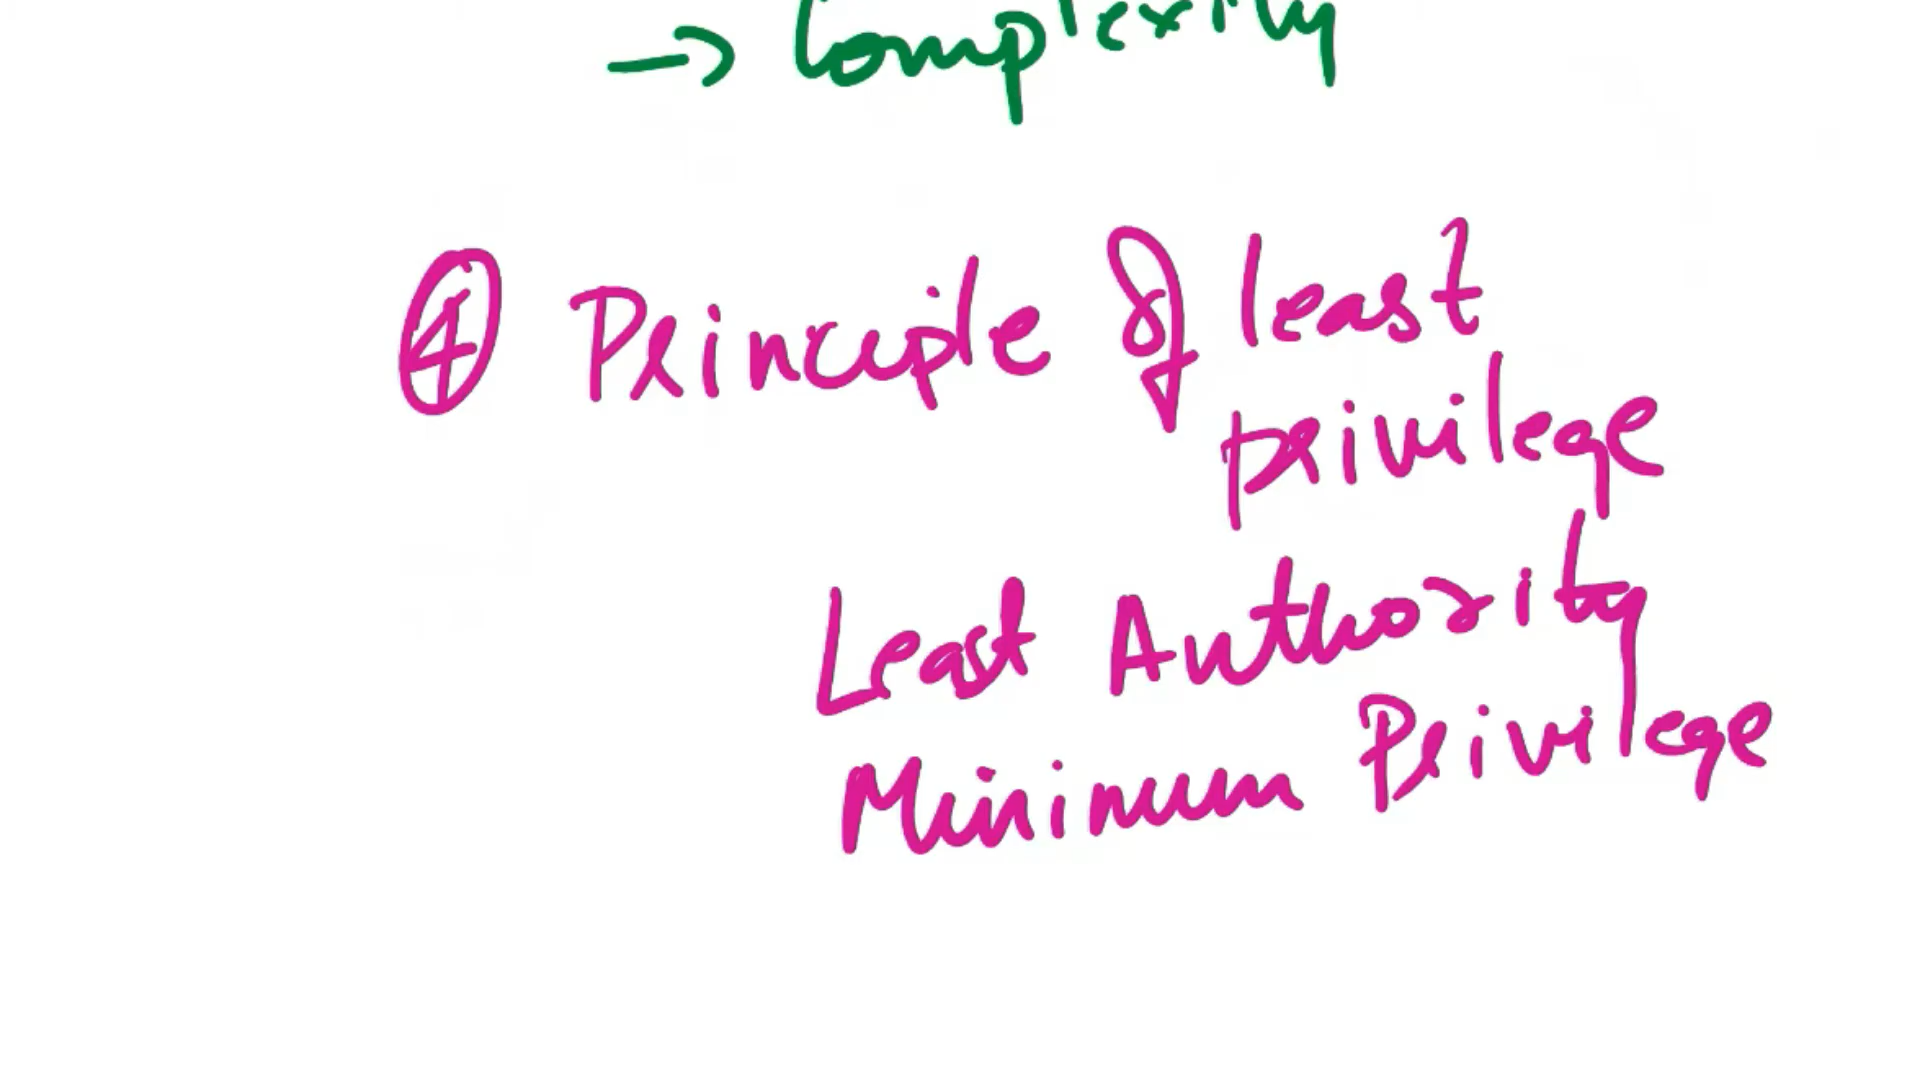 → Complexity
④ Principle of least
privilege
Least Authority
Minimum Privilege